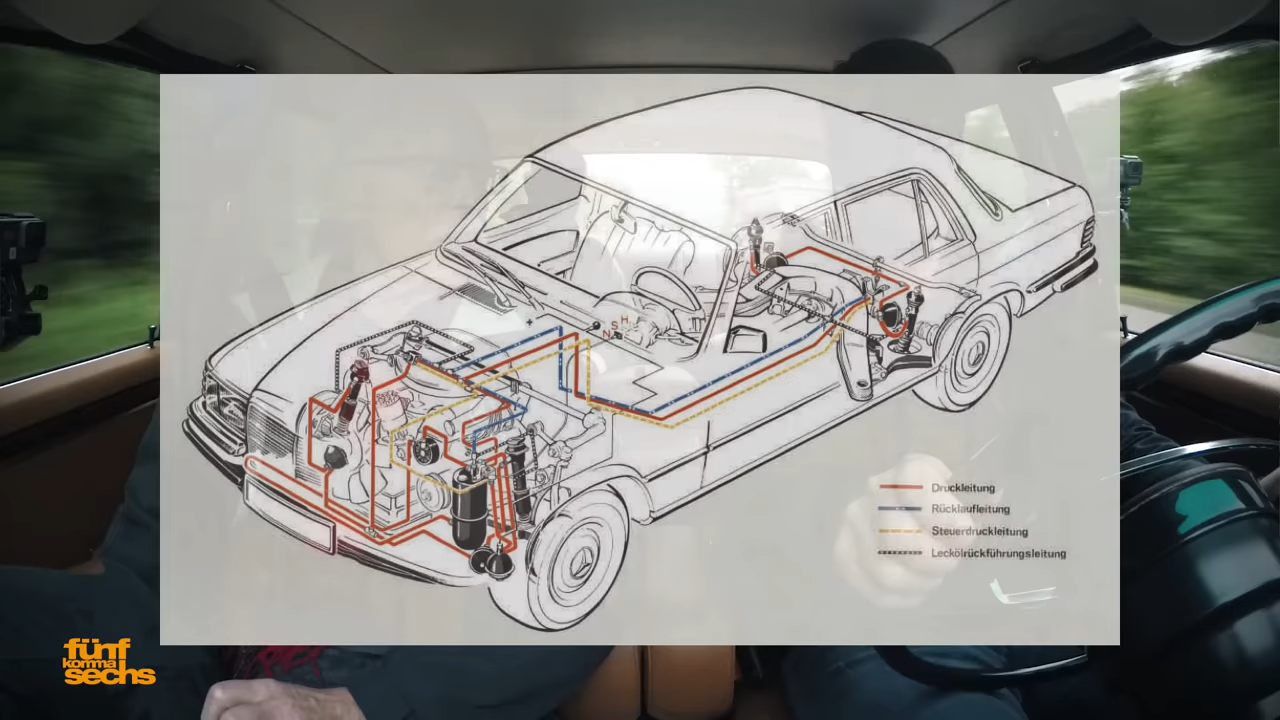 H
S
N
Druckleitung
Rücklaufleitung
Steuerdruckleitung
Leckölrückführungsleitung
fünf
komma
sechs